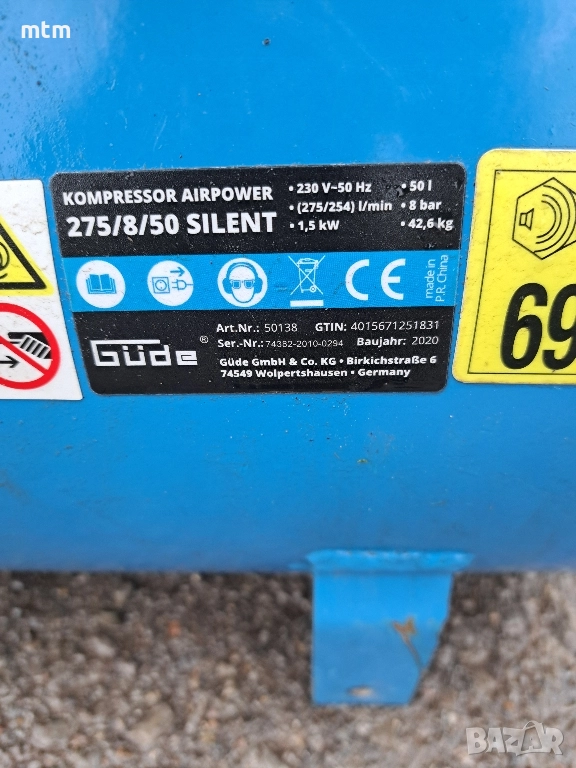 mtm
KOMPRESSOR AIRPOWER
275/8/50 SILENT
• 230 V~50 Hz
• (275/254) l/min
• 1,5 kW
• 50 l
• 8 bar
• 42,6 kg
CE
made in
P.R. China
Güde®
Art.Nr.: 50138 GTIN: 4015671251831
Ser.-Nr.: 74382-2010-0294 Baujahr: 2020
Güde GmbH & Co. KG • Birkichstraße 6
74549 Wolpertshausen • Germany
69
BAZAR